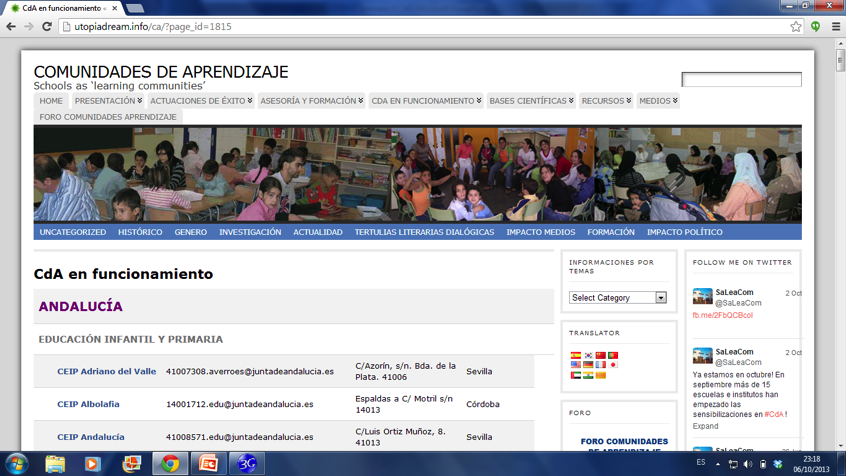 CdA en funcionamiento «
utopiadream.info/ca/?page_id=1815
COMUNIDADES DE APRENDIZAJE
Schools as 'learning communities'
HOME PRESENTACIÓN ACTUACIONES DE ÉXITO ASESORÍA Y FORMACIÓN CDA EN FUNCIONAMIENTO BASES CIENTÍFICAS RECURSOS MEDIOS
FORO COMUNIDADES APRENDIZAJE
UNCATEGORIZED HISTÓRICO GENERO INVESTIGACIÓN ACTUALIDAD TERTULIAS LITERARIAS DIALÓGICAS IMPACTO MEDIOS FORMACIÓN IMPACTO POLÍTICO
CdA en funcionamiento
ANDALUCÍA
EDUCACIÓN INFANTIL Y PRIMARIA
CEIP Adriano del Valle 41007308.averroes@juntadeandalucia.es C/Azorín, s/n. Bda. de la Plata. 41006 Sevilla
CEIP Albolafia 14001712.edu@juntadeandalucia.es Espaldas a C/ Motril s/n 14013 Córdoba
CEIP Andalucía 41008571.edu@juntadeandalucia.es C/Luis Ortiz Muñoz, 8. 41013 Sevilla
INFORMACIONES POR
TEMAS
Select Category
TRANSLATOR
FORO
FORO COMUNIDADES
DE APRENDIZAJE
FOLLOW ME ON TWITTER
SaLeaCom 2 Oct
@SaLeaCom
fb.me/2FbQCBcol
SaLeaCom 2 Oct
@SaLeaCom
Ya estamos en octubre! En
septiembre más de 15
escuelas e institutos han
empezado las
sensibilizaciones en #CdA !
Expand
SaLeaCom
ES
23:18
06/10/2013